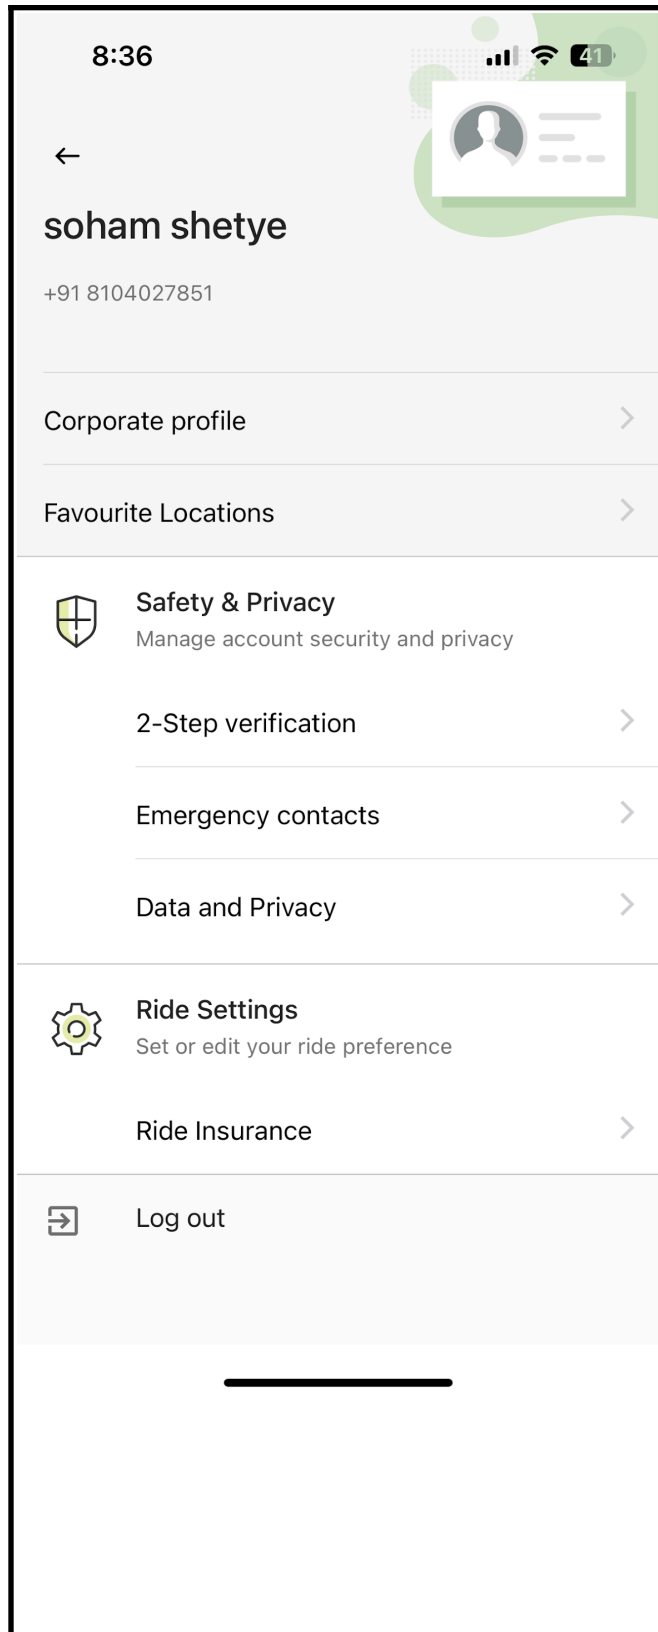 8:36
41
soham shetye
+91 8104027851
Corporate profile
Favourite Locations
Safety & Privacy
Manage account security and privacy
2-Step verification
Emergency contacts
Data and Privacy
Ride Settings
Set or edit your ride preference
Ride Insurance
Log out